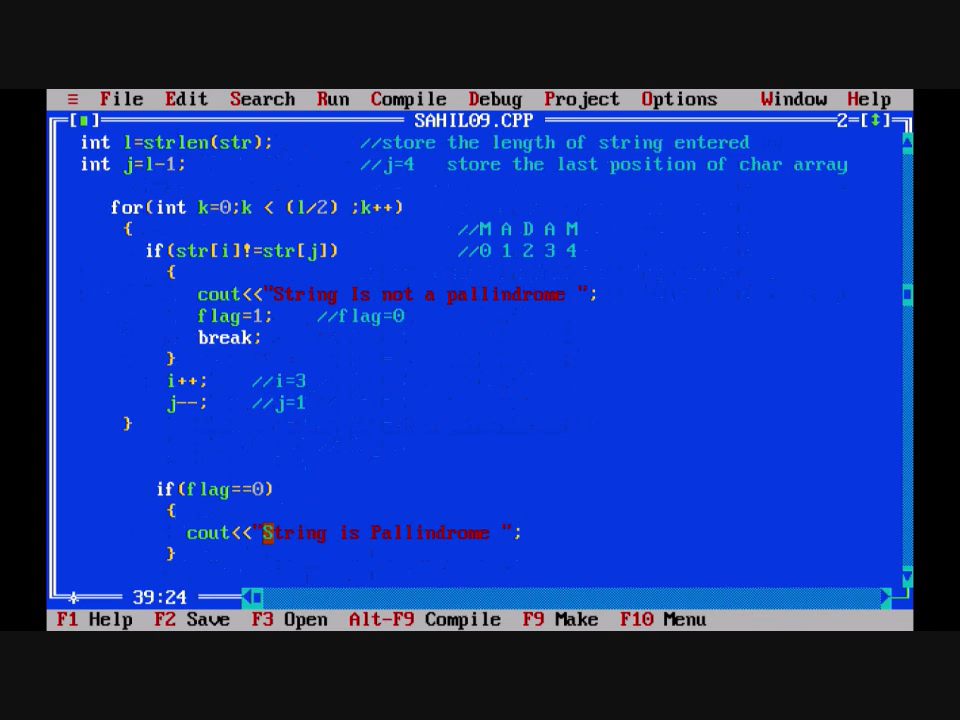 ≡ File Edit Search Run Compile Debug Project Options Window Help
[■] SAHIL09.CPP 2=[↕]
int l=strlen(str); //store the length of string entered
int j=l-1; //j=4 store the last position of char array
for(int k=0;k < (l/2) ;k++)
{ //M A D A M
if(str[i]!=str[j]) //0 1 2 3 4
{
cout<<"String Is not a pallindrome ";
flag=1; //flag=0
break;
}
i++; //i=3
j--; //j=1
}
if(flag==0)
{
cout<<"String is Pallindrome ";
}
39:24
F1 Help F2 Save F3 Open Alt-F9 Compile F9 Make F10 Menu